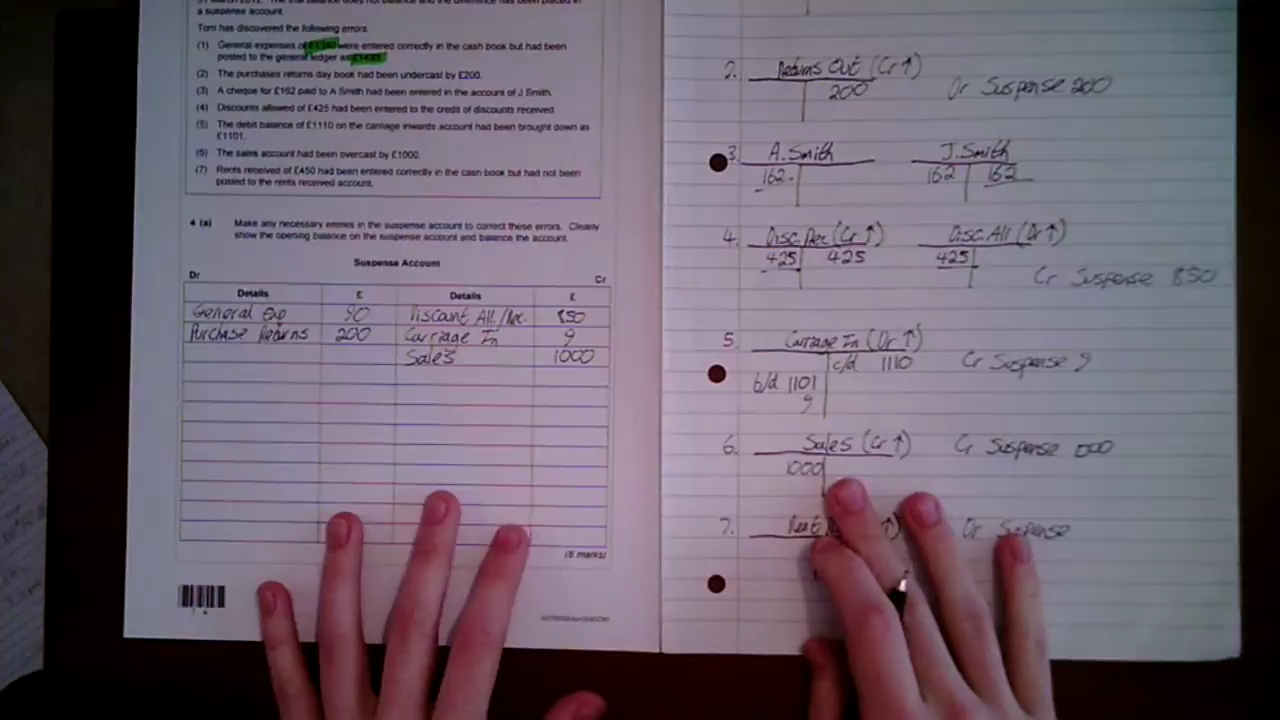 a suspense account.
Tom has discovered the following errors.
(1) General expenses of were entered correctly in the cash book but had been
posted to the general ledger as
(2) The purchases returns day book had been undercast by £200.
(3) A cheque for £162 paid to A Smith had been entered in the account of J Smith.
(4) Discounts allowed of £425 had been entered to the credit of discounts received.
(5) The debit balance of £1110 on the carriage inwards account had been brought down as
£1101.
(6) The sales account had been overcast by £1000.
(7) Rents received of £450 had been entered correctly in the cash book but had not been
posted to the rents received account.
4 (a) Make any necessary entries in the suspense account to correct these errors. Clearly
show the opening balance on the suspense account and balance the account.
Suspense Account
Dr Cr
Details £ Details £
General Exp 90 Discount All./Rec. 850
Purchase Returns 200 Carriage In 9
Sales 1000
(6 marks)
2. Returns Out (Cr↑)
200 Dr Suspense 200
3. A. Smith J. Smith
162 162 162
4. Disc. Rec (Cr↑) Disc. All (Dr↑)
425 425 425
Cr Suspense 850
5. Carriage In (Dr↑)
c/d 1110 Cr Suspense 9
b/d 1101
9
6. Sales (Cr↑) Cr Suspense
1000
7. Rent ↑) Dr Suspense